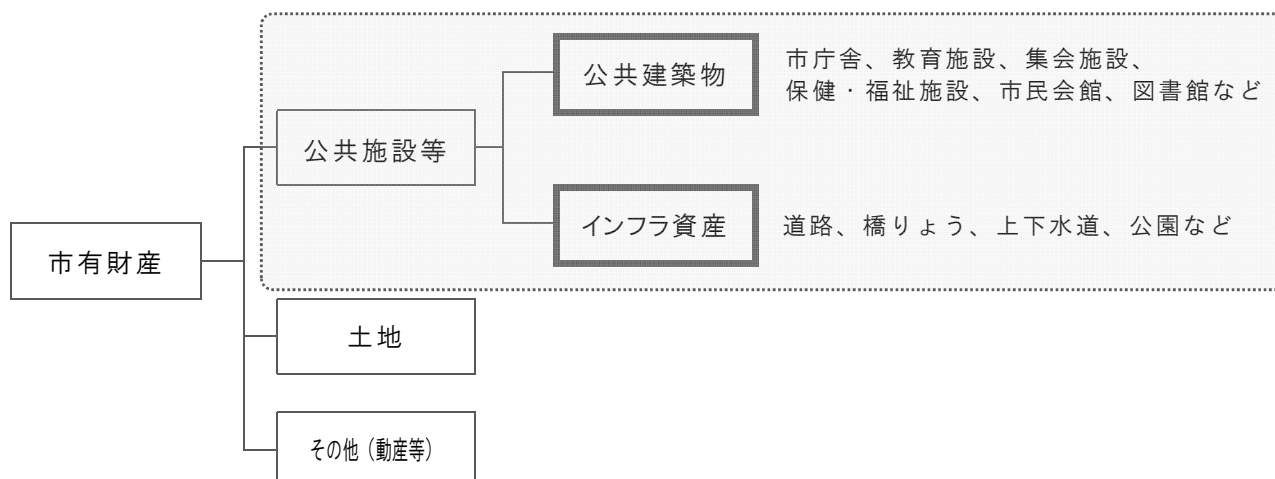 公共建築物
市庁舎、教育施設、集会施設、
保健・福祉施設、市民会館、図書館など
公共施設等
インフラ資産
道路、橋りょう、上下水道、公園など
市有財産
土地
その他（動産等）